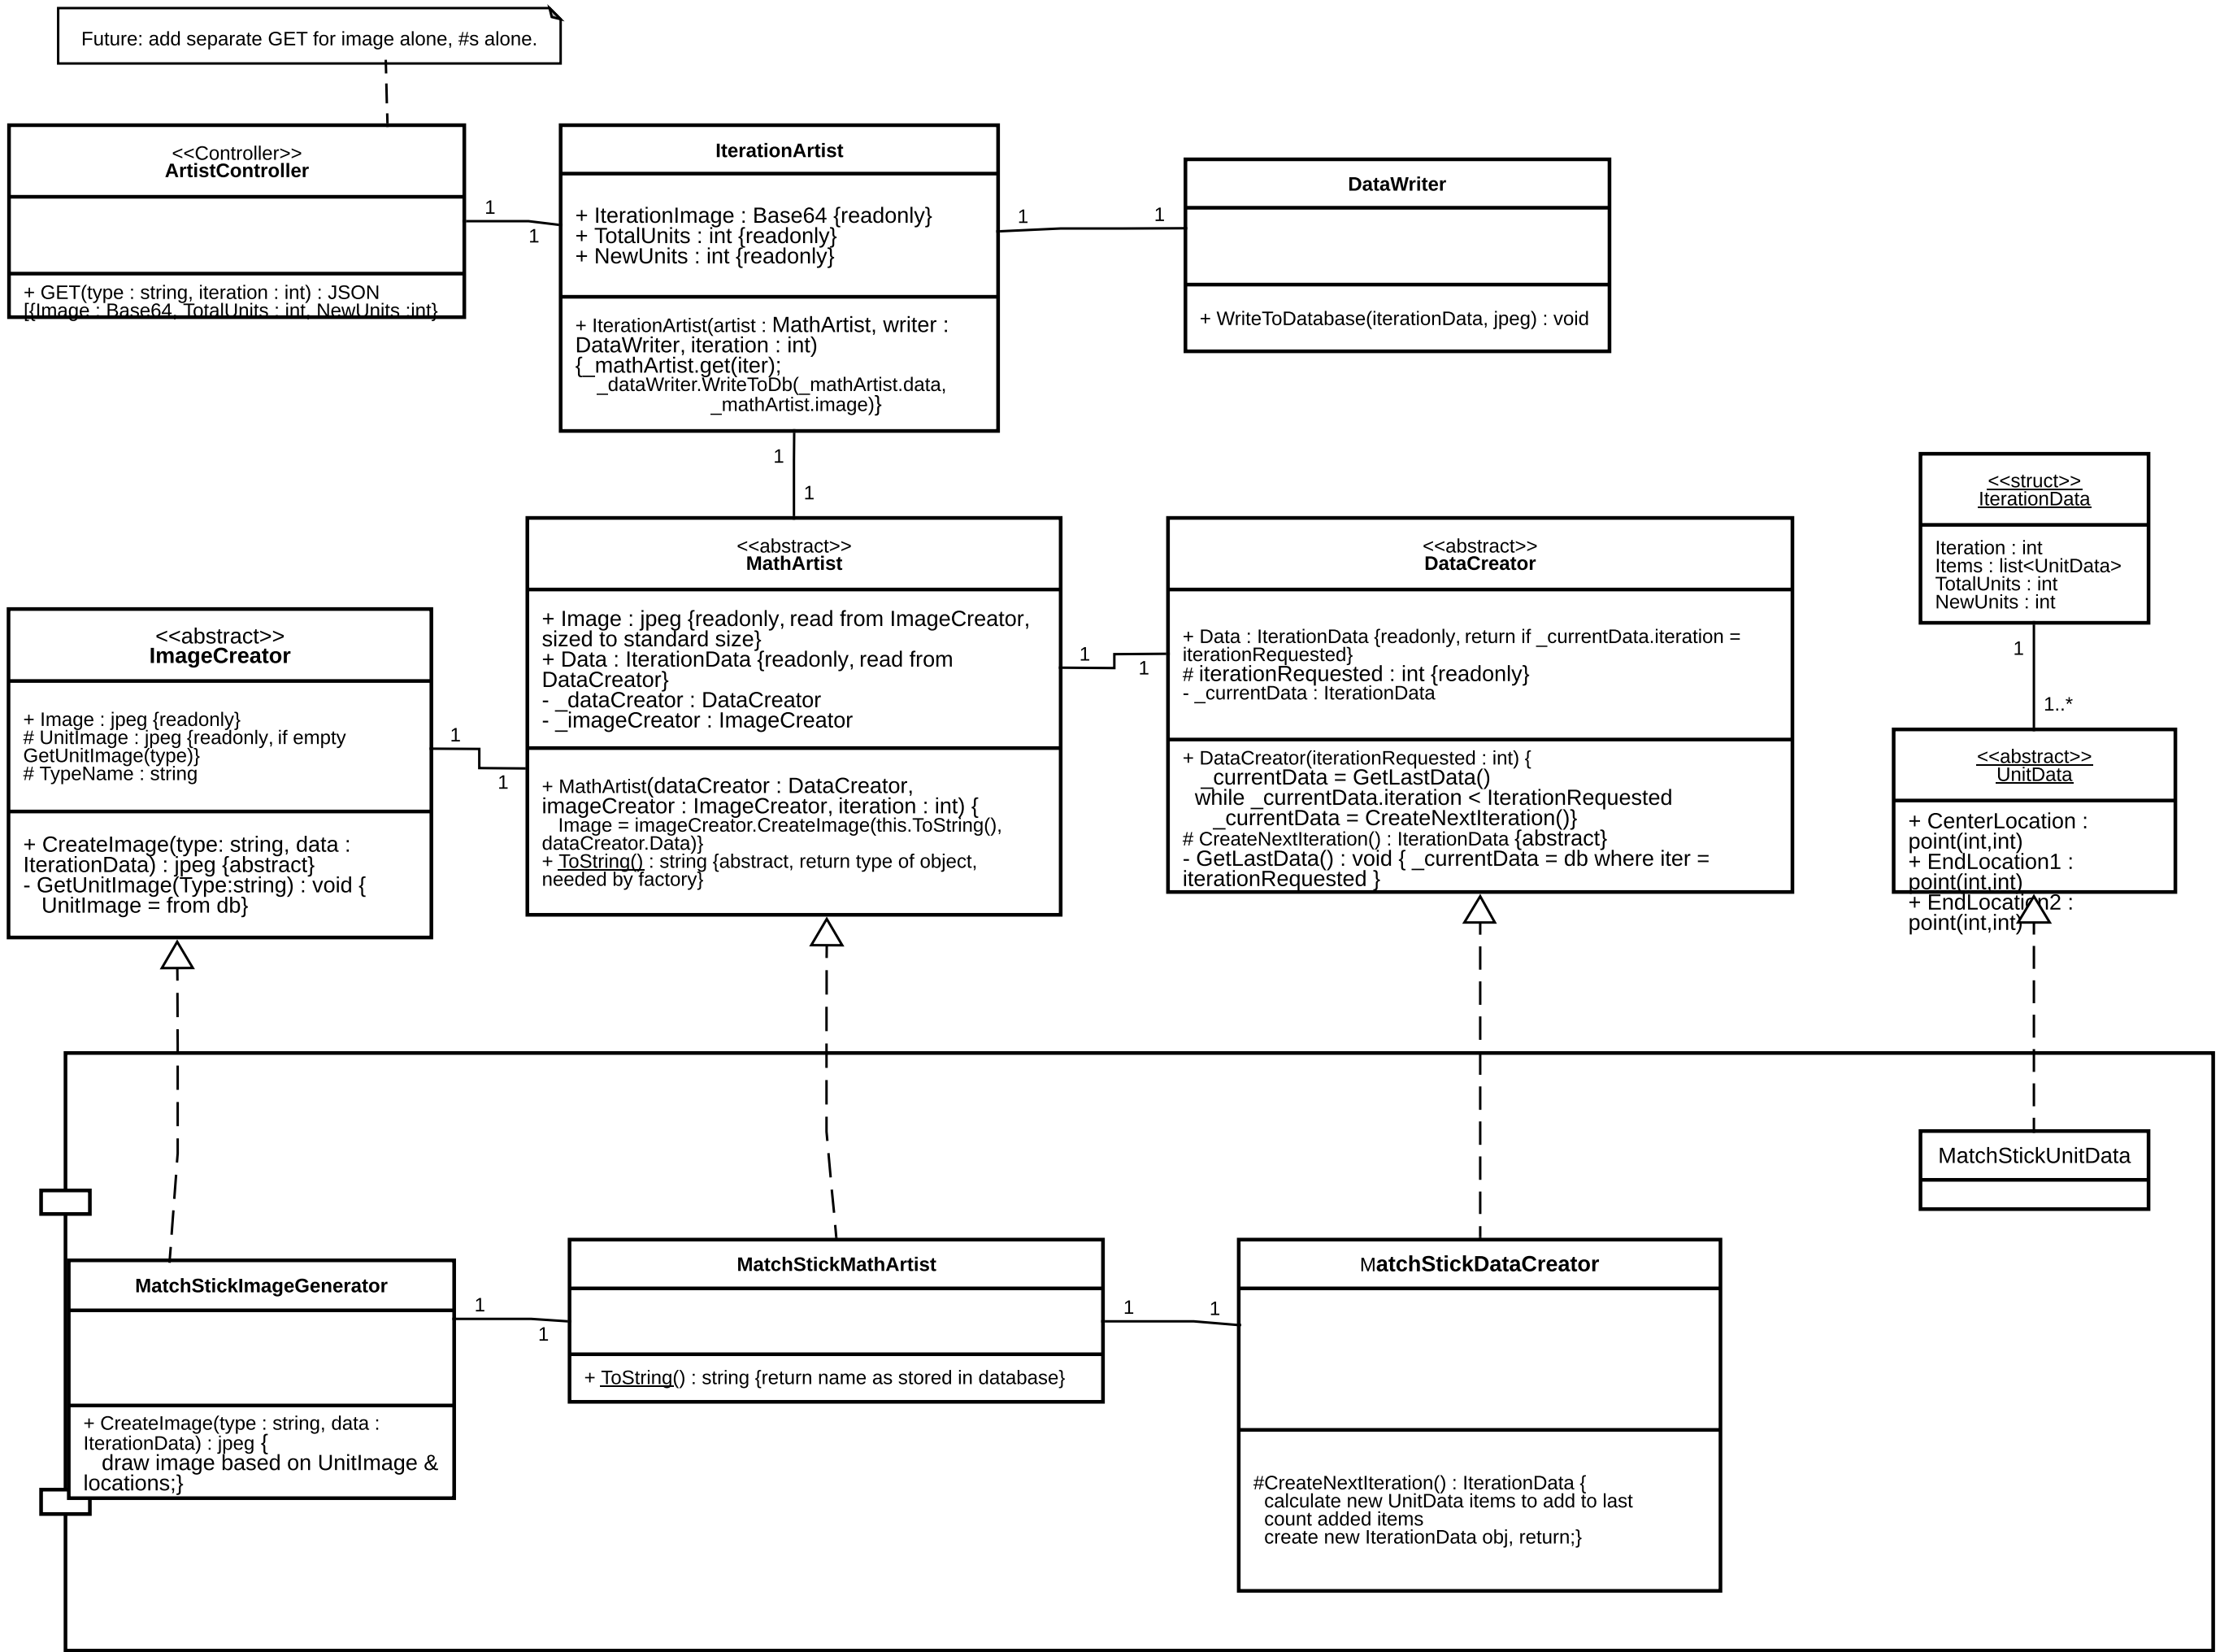 Future: add separate GET for image alone, #s alone.
<<Controller>>
ArtistController
+ GET(type : string, iteration : int) : JSON
[{Image : Base64, TotalUnits : int, NewUnits :int}
1
1
IterationArtist
+ IterationImage : Base64 {readonly}
+ TotalUnits : int {readonly}
+ NewUnits : int {readonly}
+ IterationArtist(artist : MathArtist, writer :
DataWriter, iteration : int)
{_mathArtist.get(iter);
_dataWriter.WriteToDb(_mathArtist.data,
_mathArtist.image)}
1
1
DataWriter
+ WriteToDatabase(iterationData, jpeg) : void
1
1
<<abstract>>
ImageCreator
+ Image : jpeg {readonly}
# UnitImage : jpeg {readonly, if empty
GetUnitImage(type)}
# TypeName : string
+ CreateImage(type: string, data :
IterationData) : jpeg {abstract}
- GetUnitImage(Type:string) : void {
UnitImage = from db}
1
1
<<abstract>>
MathArtist
+ Image : jpeg {readonly, read from ImageCreator,
sized to standard size}
+ Data : IterationData {readonly, read from
DataCreator}
- _dataCreator : DataCreator
- _imageCreator : ImageCreator
+ MathArtist(dataCreator : DataCreator,
imageCreator : ImageCreator, iteration : int) {
Image = imageCreator.CreateImage(this.ToString(),
dataCreator.Data)}
+ ToString() : string {abstract, return type of object,
needed by factory}
1
1
<<abstract>>
DataCreator
+ Data : IterationData {readonly, return if _currentData.iteration =
iterationRequested}
# iterationRequested : int {readonly}
- _currentData : IterationData
+ DataCreator(iterationRequested : int) {
_currentData = GetLastData()
while _currentData.iteration < IterationRequested
_currentData = CreateNextIteration()}
# CreateNextIteration() : IterationData {abstract}
- GetLastData() : void { _currentData = db where iter =
iterationRequested }
<<struct>>
IterationData
Iteration : int
Items : list<UnitData>
TotalUnits : int
NewUnits : int
1
1..*
<<abstract>>
UnitData
+ CenterLocation :
point(int,int)
+ EndLocation1 :
point(int,int)
+ EndLocation2 :
point(int,int)
MatchStickUnitData
MatchStickImageGenerator
+ CreateImage(type : string, data :
IterationData) : jpeg {
draw image based on UnitImage &
locations;}
1
1
MatchStickMathArtist
+ ToString() : string {return name as stored in database}
1
1
MatchStickDataCreator
#CreateNextIteration() : IterationData {
calculate new UnitData items to add to last
count added items
create new IterationData obj, return;}